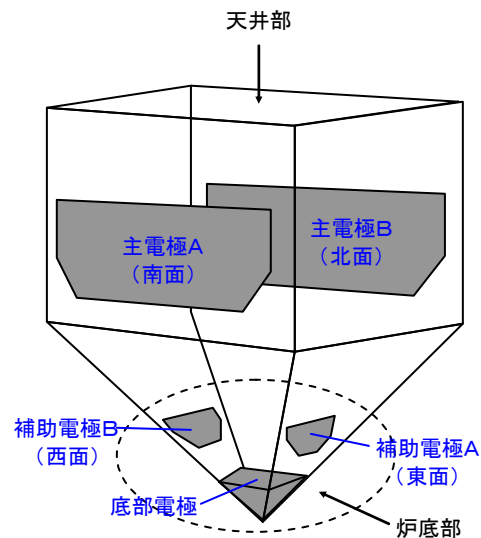 天井部
主電極A
（南面）
主電極B
（北面）
補助電極B
（西面）
補助電極A
（東面）
底部電極
炉底部